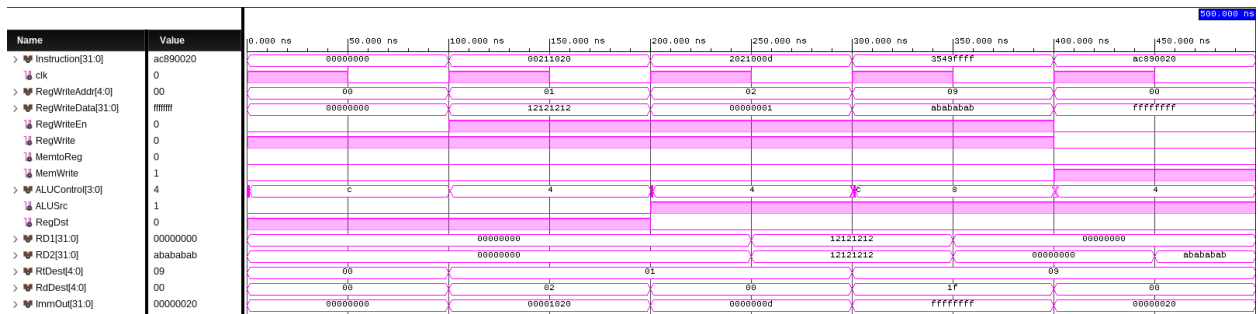 500.000 ns
Name Value 0.000 ns 50.000 ns 100.000 ns 150.000 ns 200.000 ns 250.000 ns 300.000 ns 350.000 ns 400.000 ns 450.000 ns
Instruction[31:0] ac890020 00000000 00211020 2021000d 3549ffff ac890020
clk 0
RegWriteAddr[4:0] 00 00 01 02 09 00
RegWriteData[31:0] ffffffff 00000000 12121212 00000001 abababab ffffffff
RegWriteEn 0
RegWrite 0
MemtoReg 0
MemWrite 1
ALUControl[3:0] 4 c 4 4 c 8 4
ALUSrc 1
RegDst 0
RD1[31:0] 00000000 00000000 12121212 00000000
RD2[31:0] abababab 00000000 12121212 00000000 abababab
RtDest[4:0] 09 00 01 09
RdDest[4:0] 00 00 02 00 1f 00
ImmOut[31:0] 00000020 00000000 00001020 0000000d ffffffff 00000020